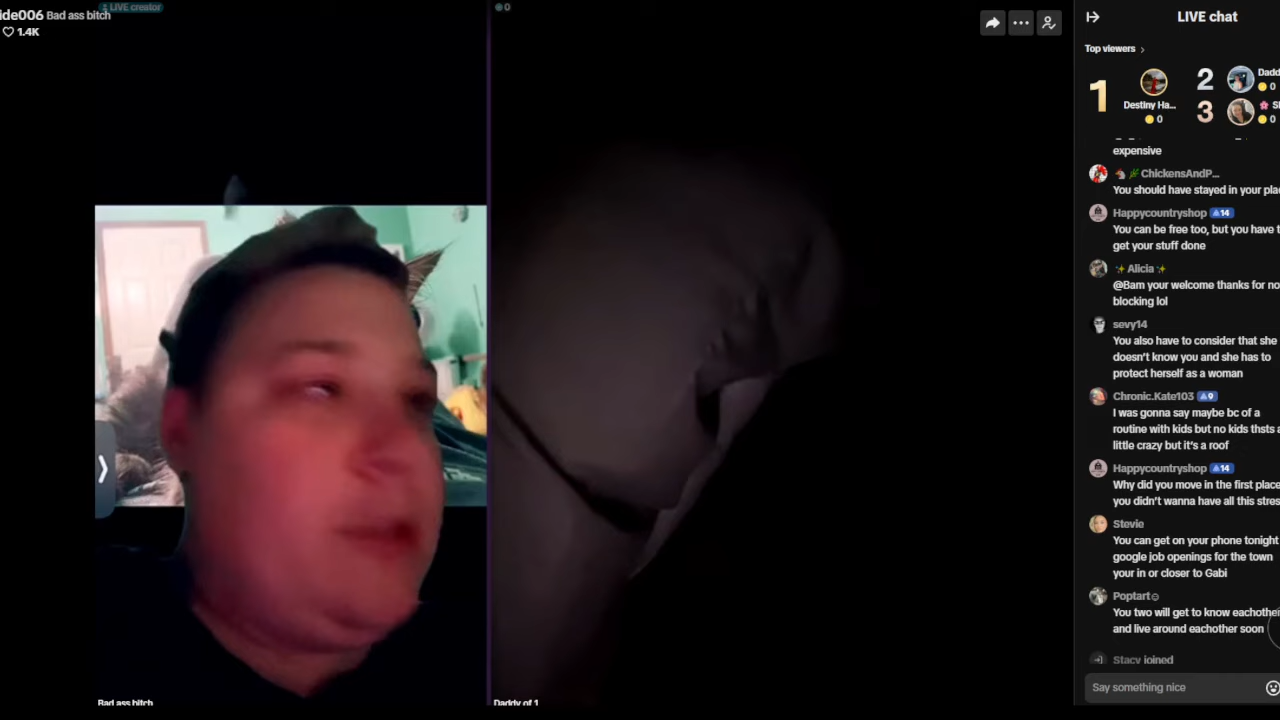 ide006 Bad ass bitch
1.4K
LIVE creator
0
LIVE chat
Top viewers
1
Destiny Ha...
0
2
Dadd
0
3
0
expensive
ChickensAndP...
You should have stayed in your pla
Happycountryshop 14
You can be free too, but you have t
get your stuff done
Alicia
@Bam your welcome thanks for no
blocking lol
sevy14
You also have to consider that she
doesn't know you and she has to
protect herself as a woman
Chronic.Kate103 9
I was gonna say maybe bc of a
routine with kids but no kids thsts a
little crazy but it's a roof
Happycountryshop 14
Why did you move in the first place
you didn't wanna have all this stres
Stevie
You can get on your phone tonight
google job openings for the town
your in or closer to Gabi
Poptart
You two will get to know eachother
and live around eachother soon
Stacy joined
Say something nice
Bad ass bitch
Daddy of 1